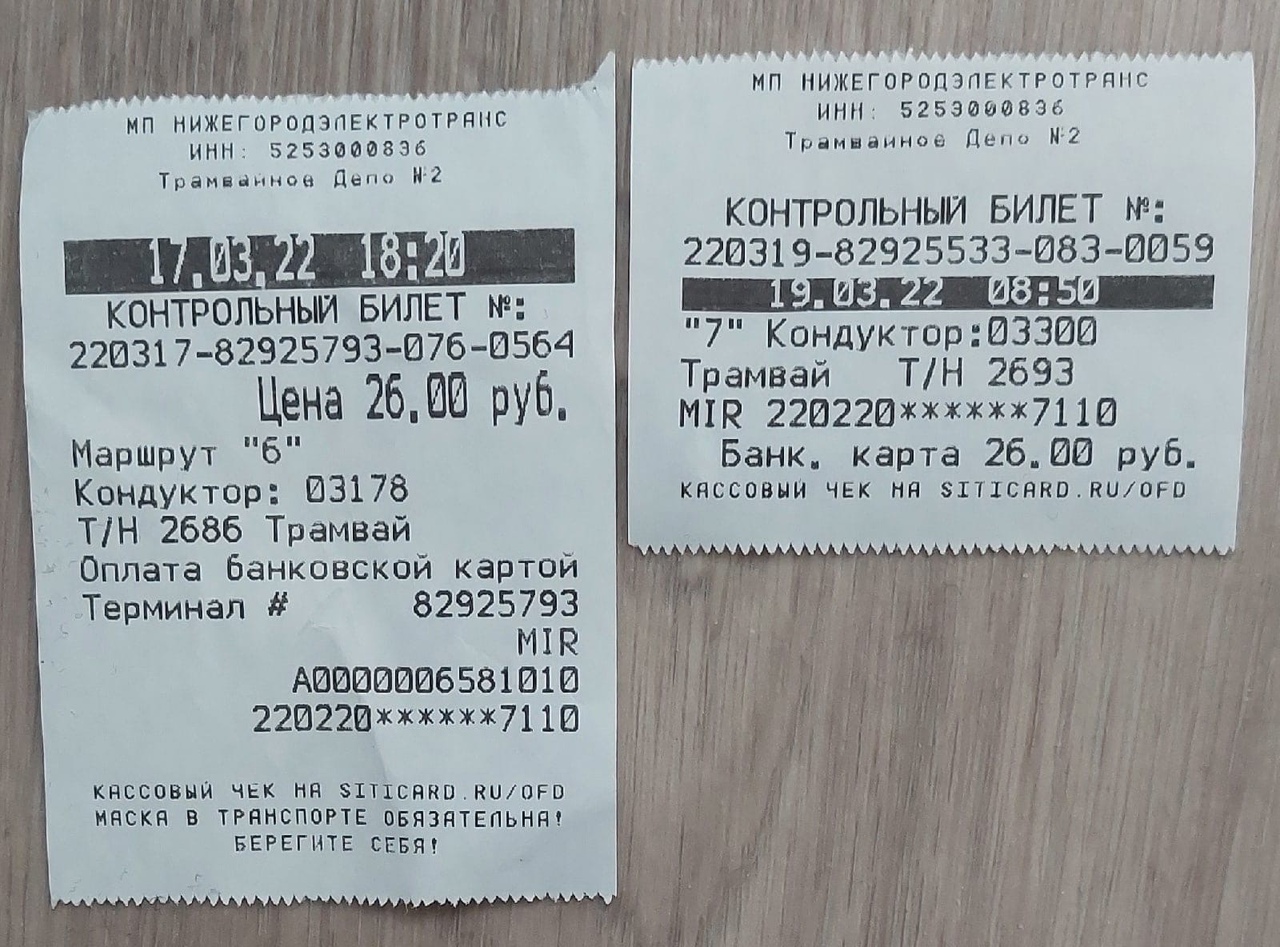 МП НИЖЕГОРОДЭЛЕКТРОТРАНС
ИНН: 5253000836
Трамвайное Депо №2
17.03.22 18:20
КОНТРОЛЬНЫЙ БИЛЕТ №:
220317-82925793-076-0564
Цена 26.00 руб.
Маршрут "6"
Кондуктор: 03178
Т/Н 2686 Трамвай
Оплата банковской картой
Терминал # 82925793
MIR
A0000006581010
220220******7110
КАССОВЫЙ ЧЕК НА SITICARD.RU/OFD
МАСКА В ТРАНСПОРТЕ ОБЯЗАТЕЛЬНА!
БЕРЕГИТЕ СЕБЯ!
МП НИЖЕГОРОДЭЛЕКТРОТРАНС
ИНН: 5253000836
Трамвайное Депо №2
КОНТРОЛЬНЫЙ БИЛЕТ №:
220319-82925533-083-0059
19.03.22 08:50
"7" Кондуктор:03300
Трамвай Т/Н 2693
MIR 220220******7110
Банк. карта 26.00 руб.
КАССОВЫЙ ЧЕК НА SITICARD.RU/OFD